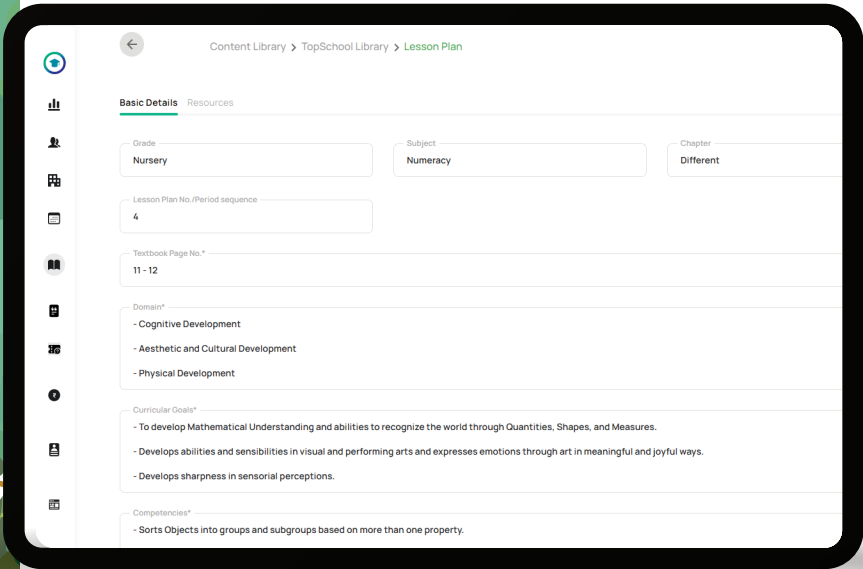 Content Library > TopSchool Library > Lesson Plan
Basic Details Resources
Grade
Nursery
Subject
Numeracy
Chapter
Different
Lesson Plan No./Period sequence
4
Textbook Page No.*
11 - 12
Domain*
- Cognitive Development
- Aesthetic and Cultural Development
- Physical Development
Curricular Goals*
- To develop Mathematical Understanding and abilities to recognize the world through Quantities, Shapes, and Measures.
- Develops abilities and sensibilities in visual and performing arts and expresses emotions through art in meaningful and joyful ways.
- Develops sharpness in sensorial perceptions.
Competencies*
- Sorts Objects into groups and subgroups based on more than one property.